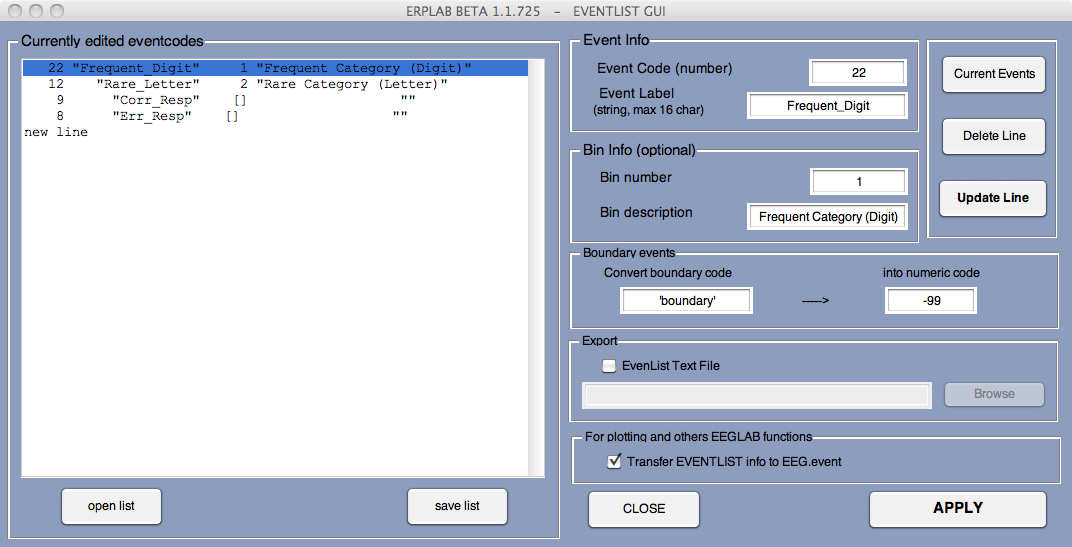 ERPLAB BETA 1.1.725 - EVENTLIST GUI
Currently edited eventcodes
22 "Frequent_Digit" 1 "Frequent Category (Digit)"
12 "Rare_Letter" 2 "Rare Category (Letter)"
9 "Corr_Resp" [] ""
8 "Err_Resp" [] ""
new line
open list
save list
Event Info
Event Code (number) 22
Event Label
(string, max 16 char)
Frequent_Digit
Bin Info (optional)
Bin number 1
Bin description Frequent Category (Digit)
Current Events
Delete Line
Update Line
Boundary events
Convert boundary code into numeric code
'boundary' -----> -99
Export
EvenList Text File
Browse
For plotting and others EEGLAB functions
Transfer EVENTLIST info to EEG.event
CLOSE
APPLY